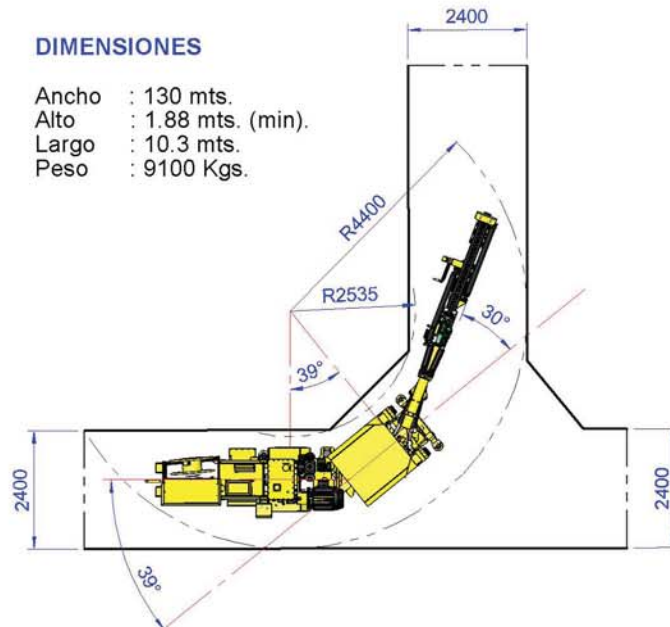 2400
DIMENSIONES
Ancho : 130 mts.
Alto : 1.88 mts. (min).
Largo : 10.3 mts.
Peso : 9100 Kgs.
R4400
R2535
30°
39°
2400
2400
39°